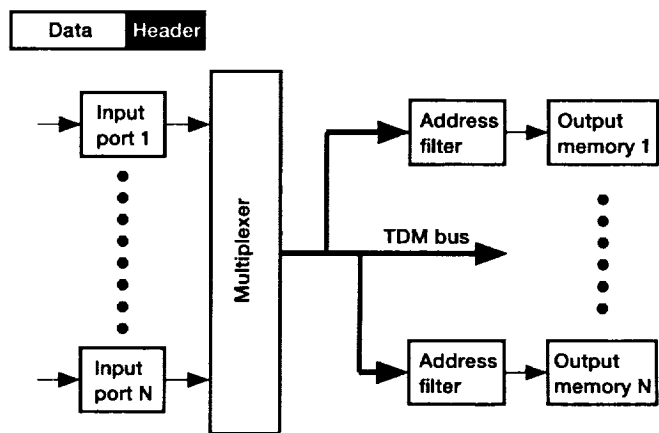 Data Header
Input
port 1
Multiplexer
Address
filter
Output
memory 1
TDM bus
Input
port N
Address
filter
Output
memory N